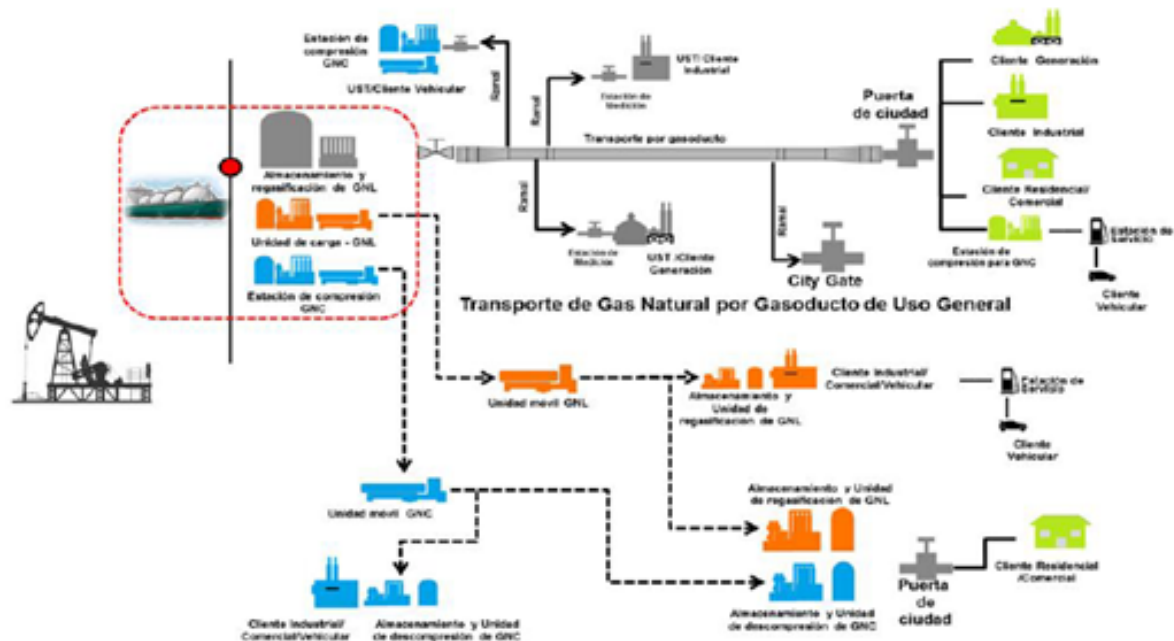 Estación de
compresión
GNC
UST/Cliente Vehicular
Ramal
Ramal
Estación de
Medición
UST/Cliente
Industrial
Transporte por gasoducto
Puerta
de ciudad
Cliente Generación
Cliente Industrial
Cliente Residencial/
Comercial
Estación de
compresión para GNC
Estación de
Servicio
Cliente
Vehicular
Almacenamiento y
regasificación de GNL
Unidad de carga - GNL
Estación de compresión
GNC
Ramal
Estación de
Medición
UST /Cliente
Generación
Ramal
City Gate
Transporte de Gas Natural por Gasoducto de Uso General
Unidad móvil GNL
Almacenamiento y
Unidad de
regasificación de GNL
Cliente Industrial/
Comercial/Vehicular
Estación de
Servicio
Cliente
Vehicular
Unidad móvil GNC
Cliente Industrial/
Comercial/Vehicular
Almacenamiento y Unidad
de descompresión de GNC
Almacenamiento y Unidad
de regasificacion de GNL
Almacenamiento y Unidad
de descompresión de GNC
Puerta
de
ciudad
Cliente Residencial
/Comercial